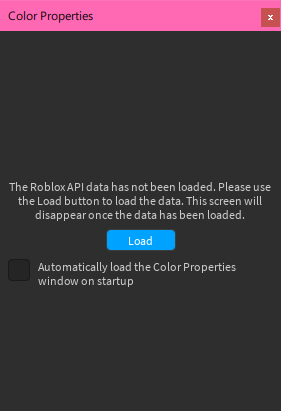 Color Properties
x
The Roblox API data has not been loaded. Please use
the Load button to load the data. This screen will
disappear once the data has been loaded.
Load
Automatically load the Color Properties
window on startup